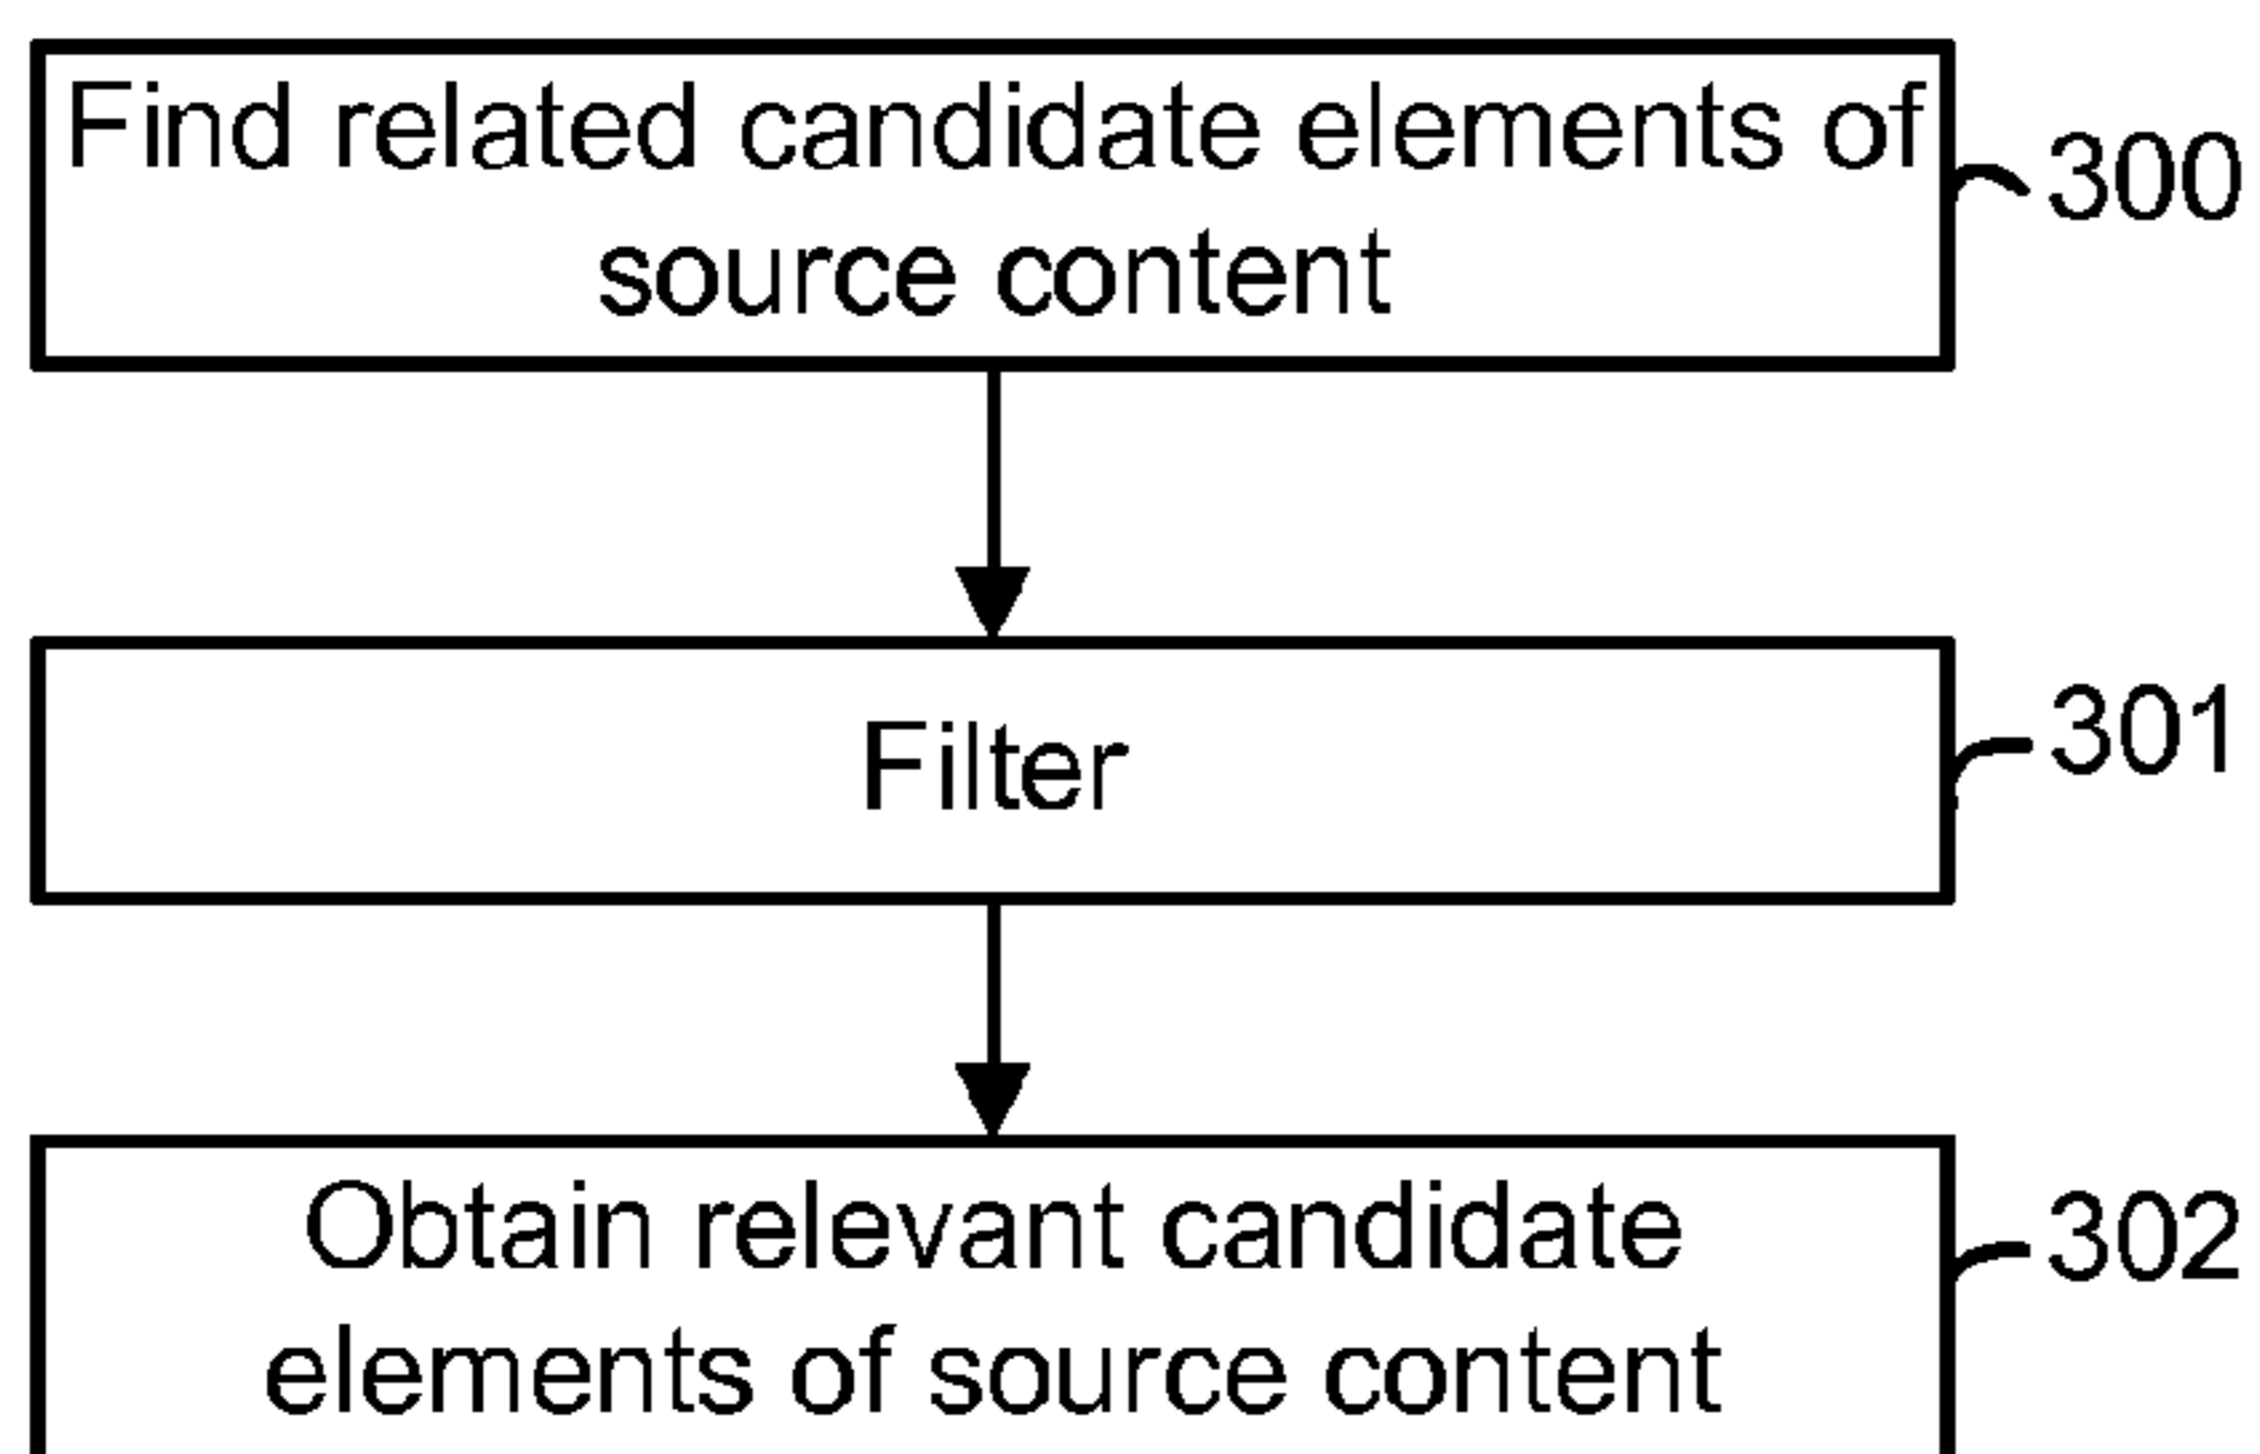 Find related candidate elements of
source content
300
Filter
301
Obtain relevant candidate
elements of source content
302